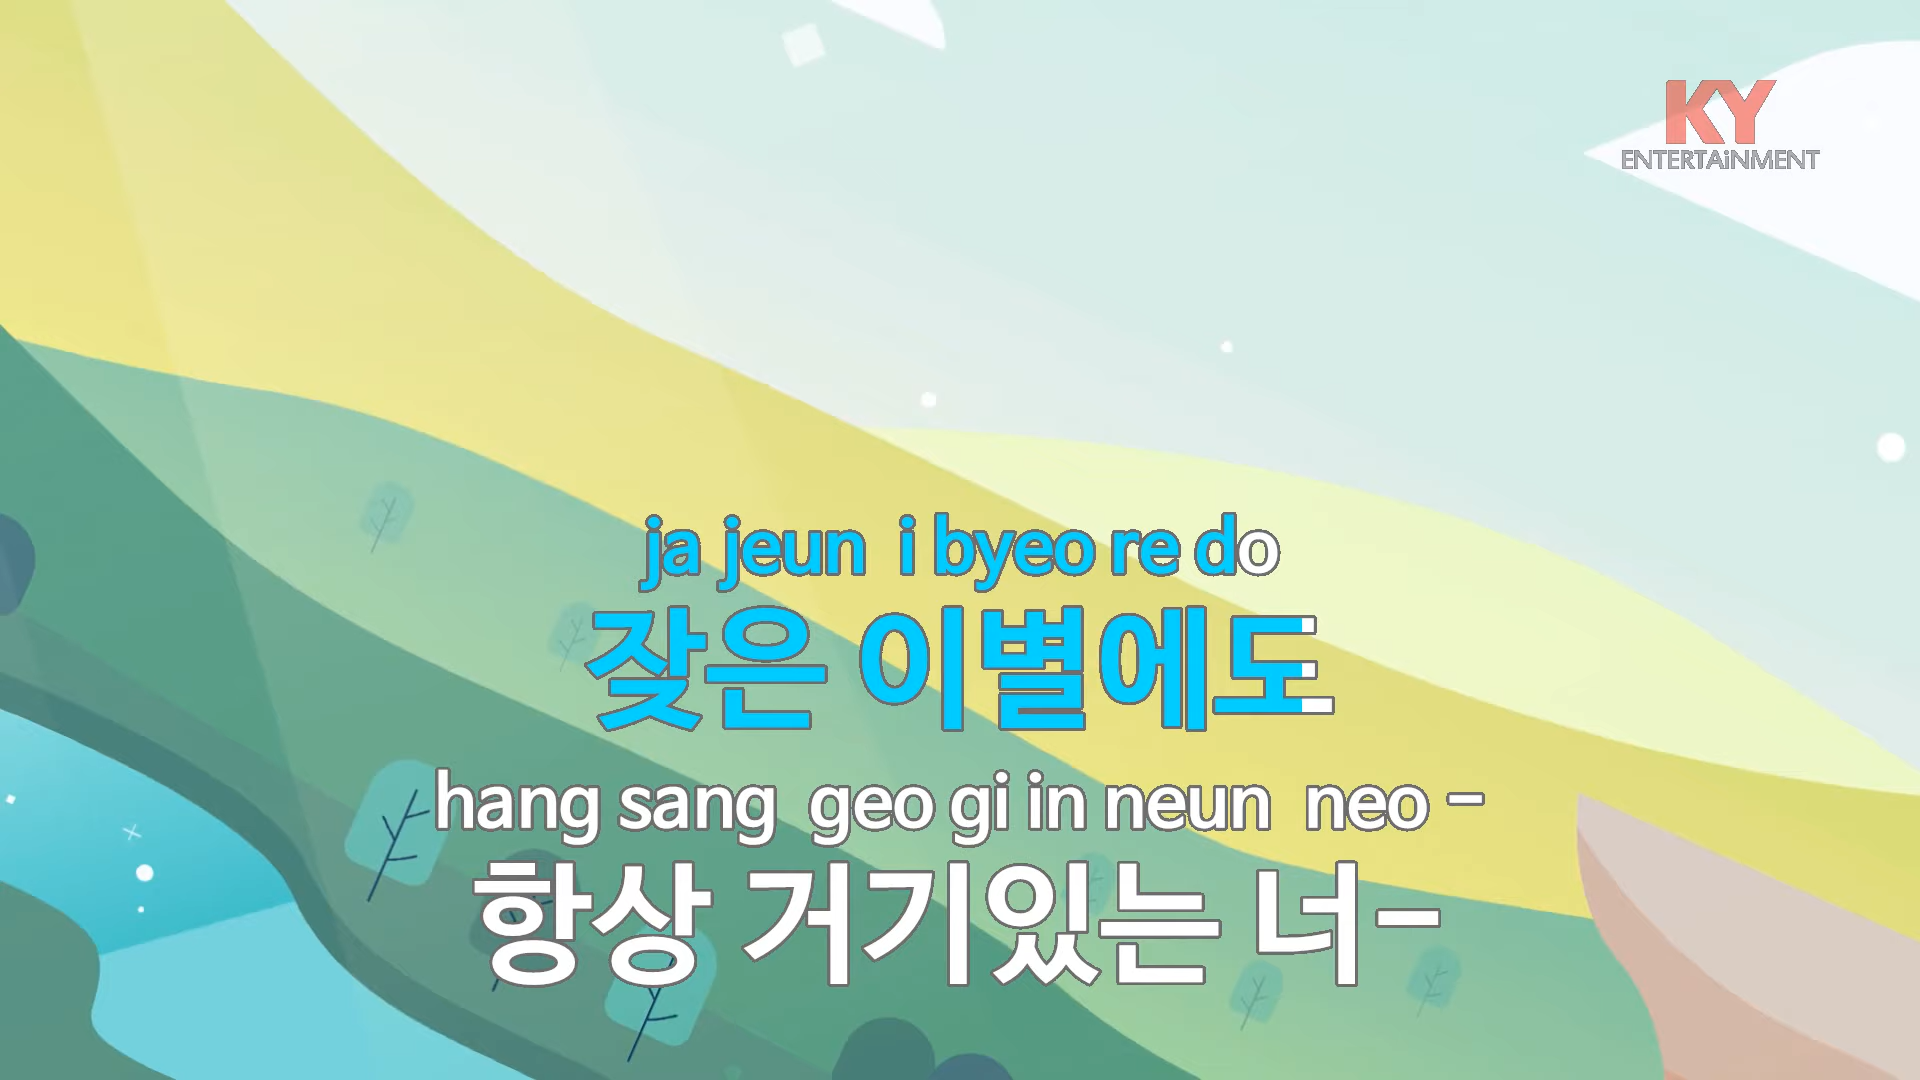 KY
ENTERTAiNMENT
ja jeun i byeo re do
잦은 이별에도
hang sang geo gi in neun neo -
항상 거기있는 너-